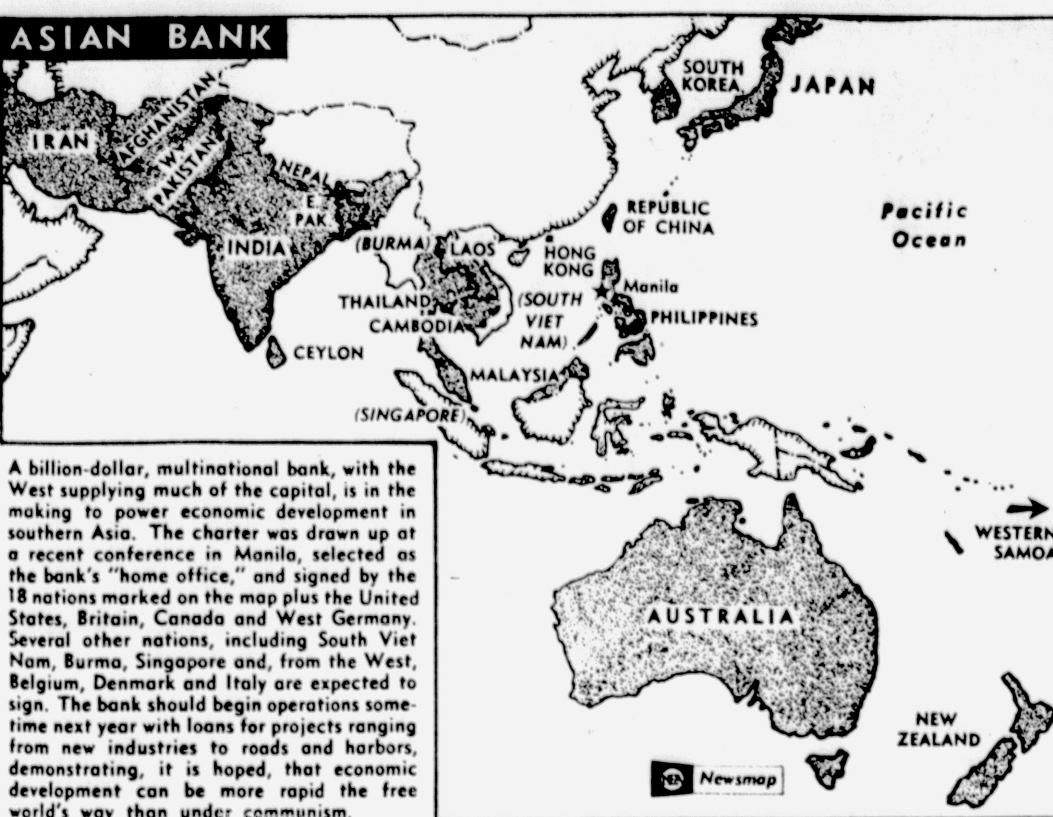 ASIAN BANK
SOUTH
KOREA
JAPAN
IRAN
AFGHANISTAN
W.
PAKISTAN
NEPAL
E.
PAK
INDIA
(BURMA)
LAOS
HONG
KONG
REPUBLIC
OF CHINA
Pacific
Ocean
THAILAND
CAMBODIA
(SOUTH
VIET
NAM)
Manila
PHILIPPINES
CEYLON
MALAYSIA
(SINGAPORE)
WESTERN
SAMOA
AUSTRALIA
NEW
ZEALAND
A billion-dollar, multinational bank, with the
West supplying much of the capital, is in the
making to power economic development in
southern Asia. The charter was drawn up at
a recent conference in Manila, selected as
the bank's "home office," and signed by the
18 nations marked on the map plus the United
States, Britain, Canada and West Germany.
Several other nations, including South Viet
Nam, Burma, Singapore and, from the West,
Belgium, Denmark and Italy are expected to
sign. The bank should begin operations some-
time next year with loans for projects ranging
from new industries to roads and harbors,
demonstrating, it is hoped, that economic
development can be more rapid the free
world's way than under communism.
NEA Newsmap